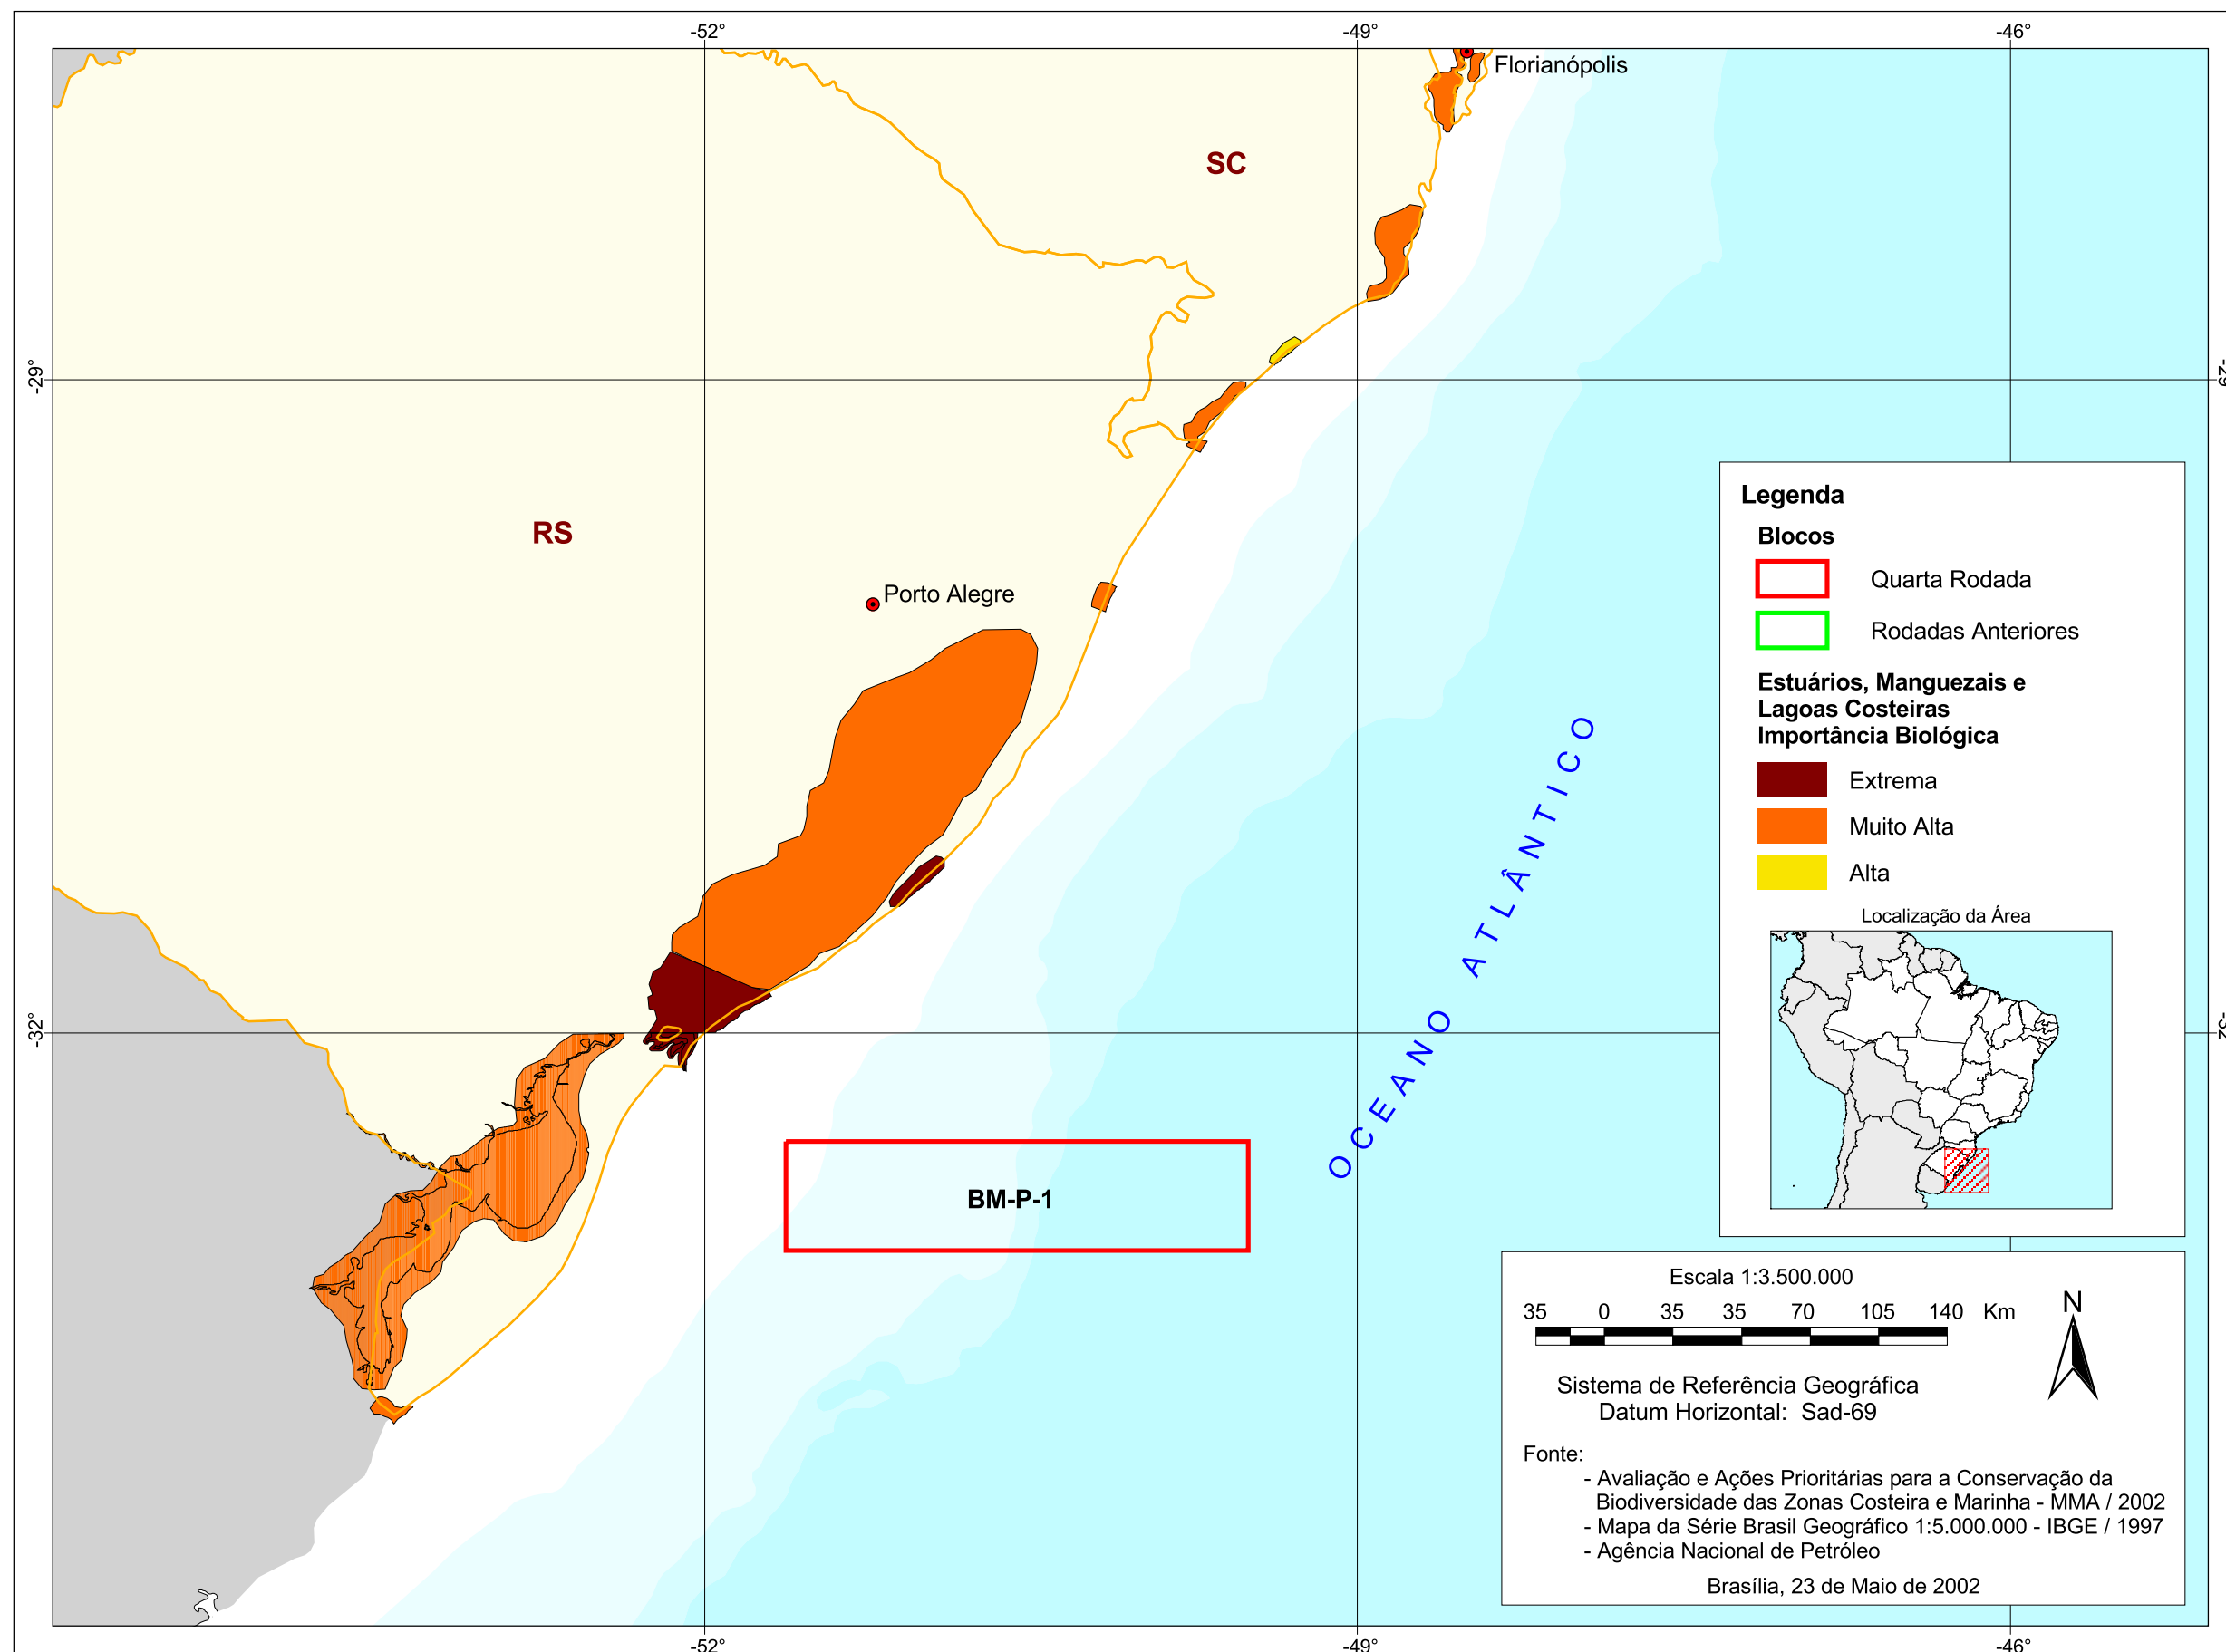 -52°
-49°
-46°
Florianópolis
SC
-29°
-29
RS
Porto Alegre
Legenda
Blocos
Quarta Rodada
Rodadas Anteriores
Estuários, Manguezais e
Lagoas Costeiras
Importância Biológica
Extrema
Muito Alta
Alta
Localização da Área
OCEANO ATLÂNTICO
-32°
-32
BM-P-1
Escala 1:3.500.000
35 0 35 35 70 105 140 Km
N
Sistema de Referência Geográfica
Datum Horizontal: Sad-69
Fonte:
- Avaliação e Ações Prioritárias para a Conservação da
Biodiversidade das Zonas Costeira e Marinha - MMA / 2002
- Mapa da Série Brasil Geográfico 1:5.000.000 - IBGE / 1997
- Agência Nacional de Petróleo
Brasília, 23 de Maio de 2002
-52°
-49°
-46°